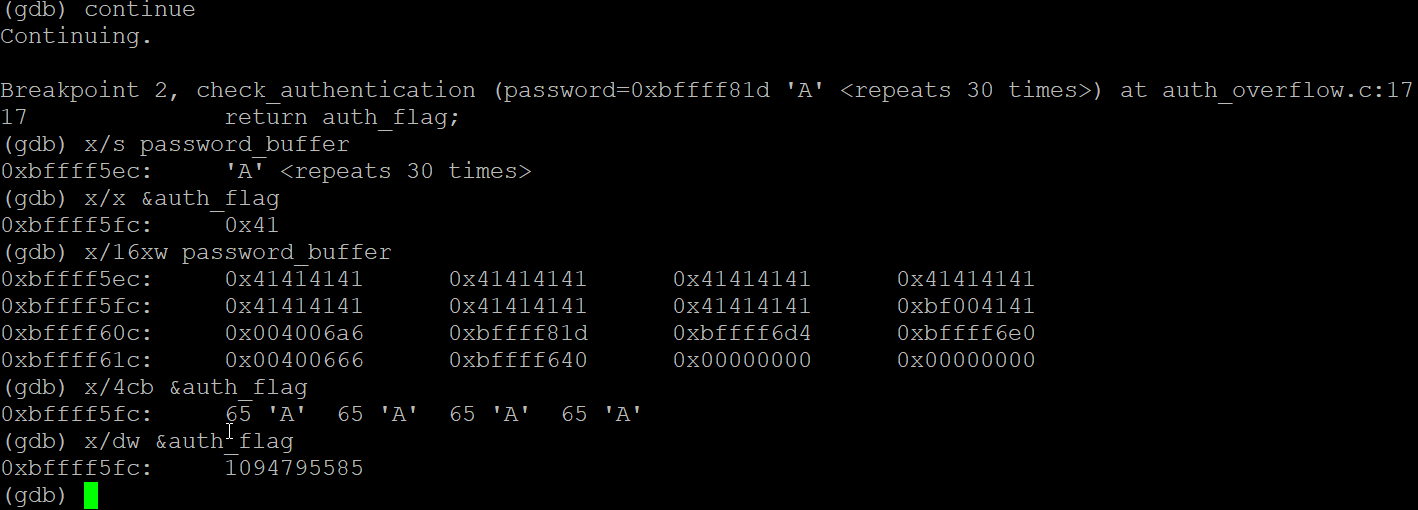 (gdb) continue
Continuing.
Breakpoint 2, check_authentication (password=0xbffff81d 'A' <repeats 30 times>) at auth_overflow.c:17
17 return auth_flag;
(gdb) x/s password_buffer
0xbffff5ec: 'A' <repeats 30 times>
(gdb) x/x &auth_flag
0xbffff5fc: 0x41
(gdb) x/16xw password_buffer
0xbffff5ec: 0x41414141 0x41414141 0x41414141 0x41414141
0xbffff5fc: 0x41414141 0x41414141 0x41414141 0xbf004141
0xbffff60c: 0x004006a6 0xbffff81d 0xbffff6d4 0xbffff6e0
0xbffff61c: 0x00400666 0xbffff640 0x00000000 0x00000000
(gdb) x/4cb &auth_flag
0xbffff5fc: 65 'A' 65 'A' 65 'A' 65 'A'
(gdb) x/dw &auth_flag
0xbffff5fc: 1094795585
(gdb)